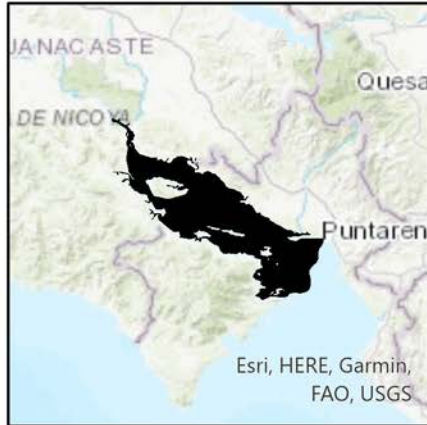 JANACASTE
Quesa
DE NICOYA
Puntaren
Esri, HERE, Garmin,
FAO, USGS